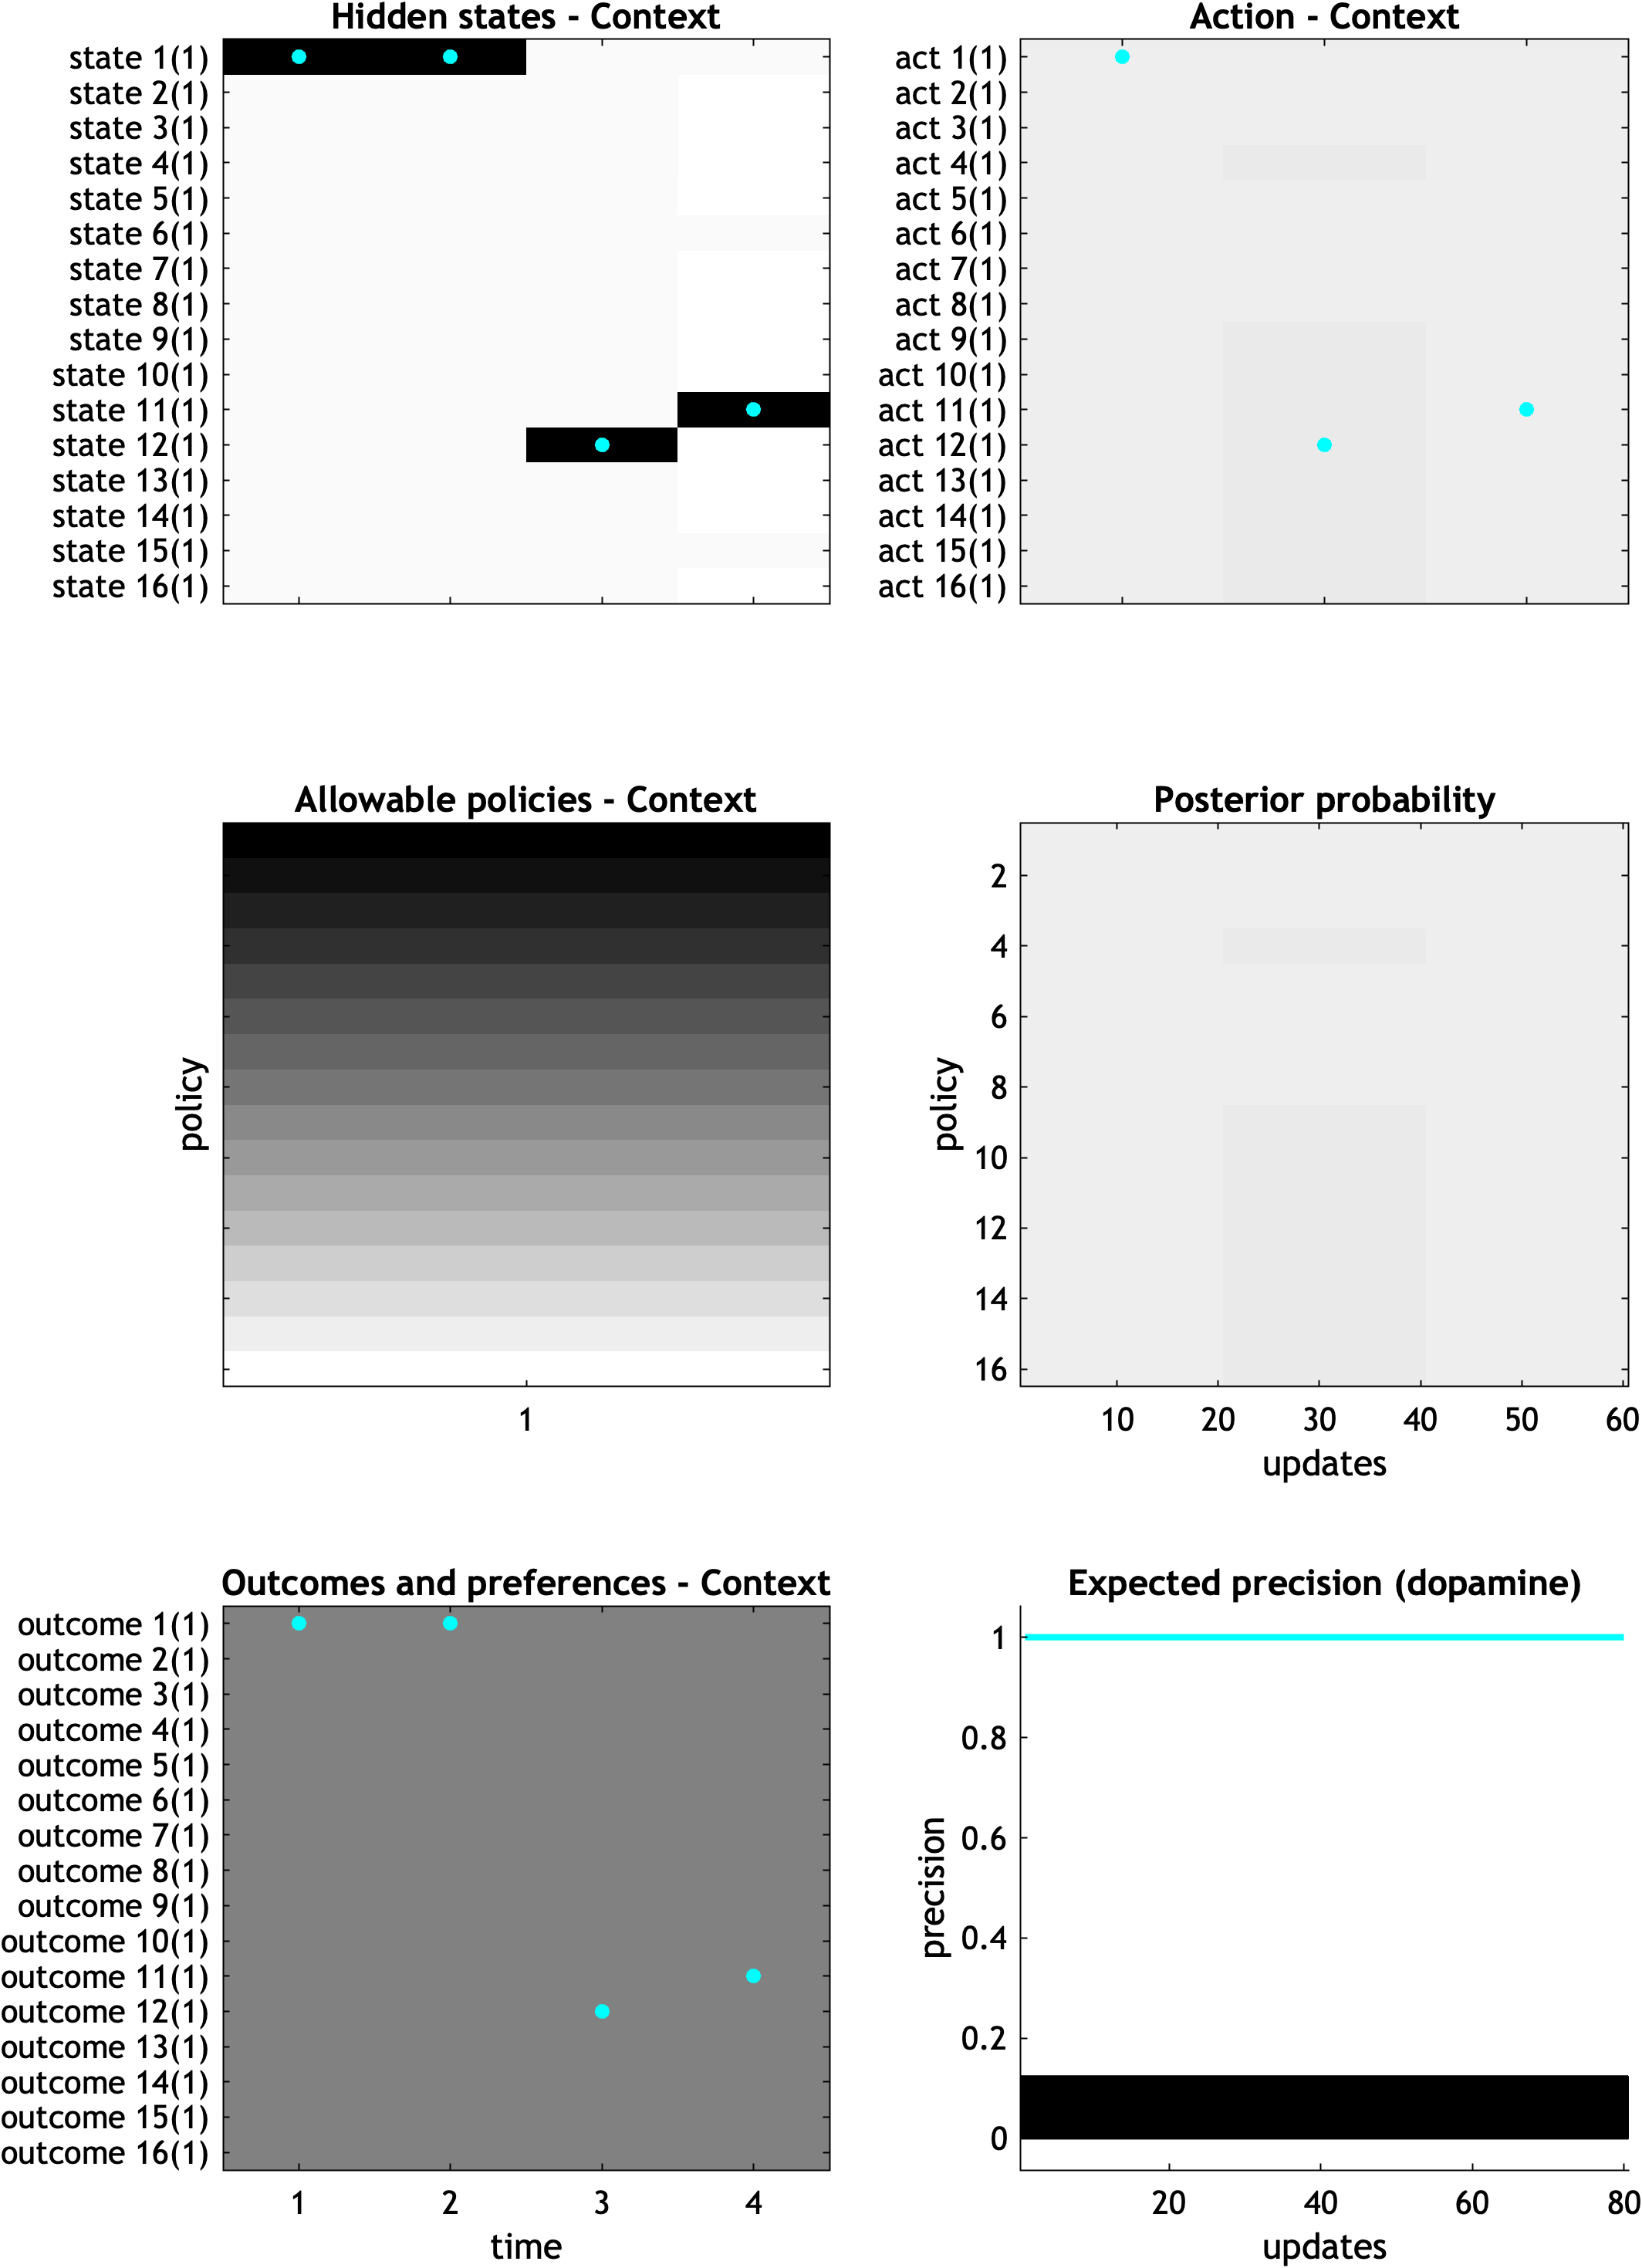 Hidden states - Context
state 1(1)
state 2(1)
state 3(1)
state 4(1)
state 5(1)
state 6(1)
state 7(1)
state 8(1)
state 9(1)
state 10(1)
state 11(1)
state 12(1)
state 13(1)
state 14(1)
state 15(1)
state 16(1)
Action - Context
act 1(1)
act 2(1)
act 3(1)
act 4(1)
act 5(1)
act 6(1)
act 7(1)
act 8(1)
act 9(1)
act 10(1)
act 11(1)
act 12(1)
act 13(1)
act 14(1)
act 15(1)
act 16(1)
Allowable policies - Context
policy
1
Posterior probability
policy
2
4
6
8
10
12
14
16
10 20 30 40 50 60
updates
Outcomes and preferences - Context
outcome 1(1)
outcome 2(1)
outcome 3(1)
outcome 4(1)
outcome 5(1)
outcome 6(1)
outcome 7(1)
outcome 8(1)
outcome 9(1)
outcome 10(1)
outcome 11(1)
outcome 12(1)
outcome 13(1)
outcome 14(1)
outcome 15(1)
outcome 16(1)
1 2 3 4
time
Expected precision (dopamine)
precision
1
0.8
0.6
0.4
0.2
0
20 40 60 80
updates